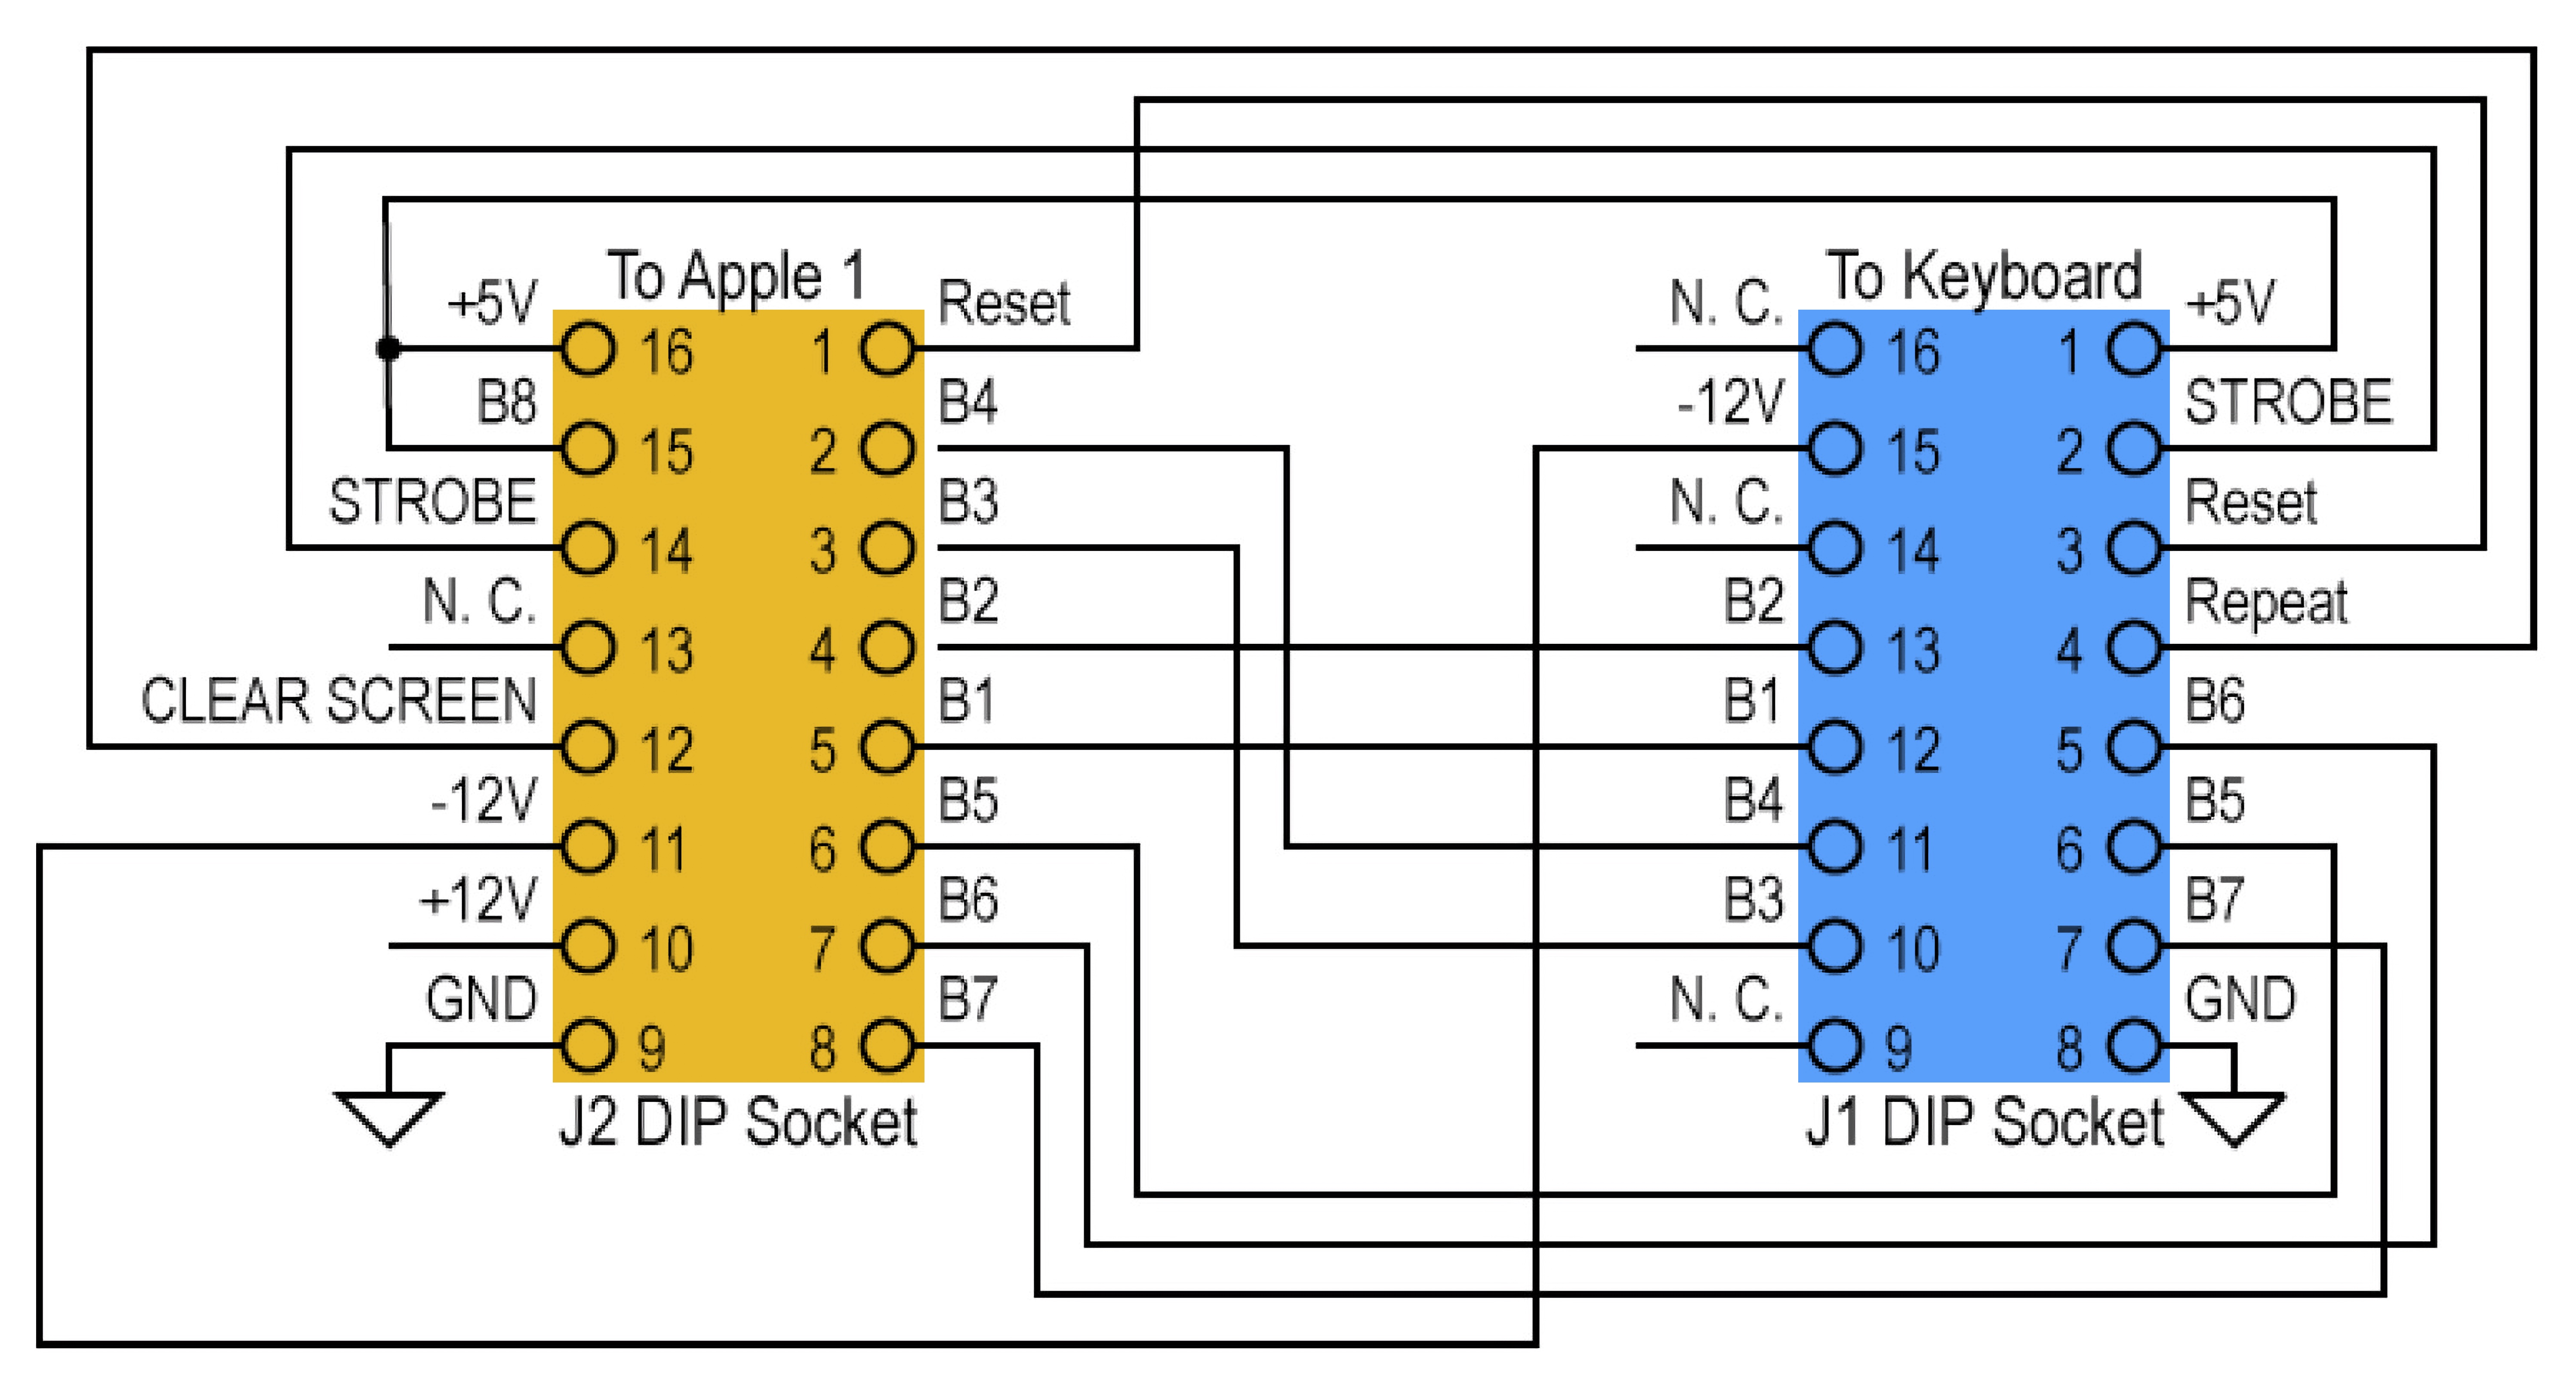 To Apple 1
To Keyboard
+5V
Reset
N. C.
+5V
16 1
16 1
B8
B4
-12V
STROBE
15 2
15 2
STROBE
B3
N. C.
Reset
14 3
14 3
N. C.
B2
B2
Repeat
13 4
13 4
CLEAR SCREEN
B1
B1
B6
12 5
12 5
-12V
B5
B4
B5
11 6
11 6
+12V
B6
B3
B7
10 7
10 7
GND
B7
N. C.
GND
9 8
9 8
J2 DIP Socket
J1 DIP Socket